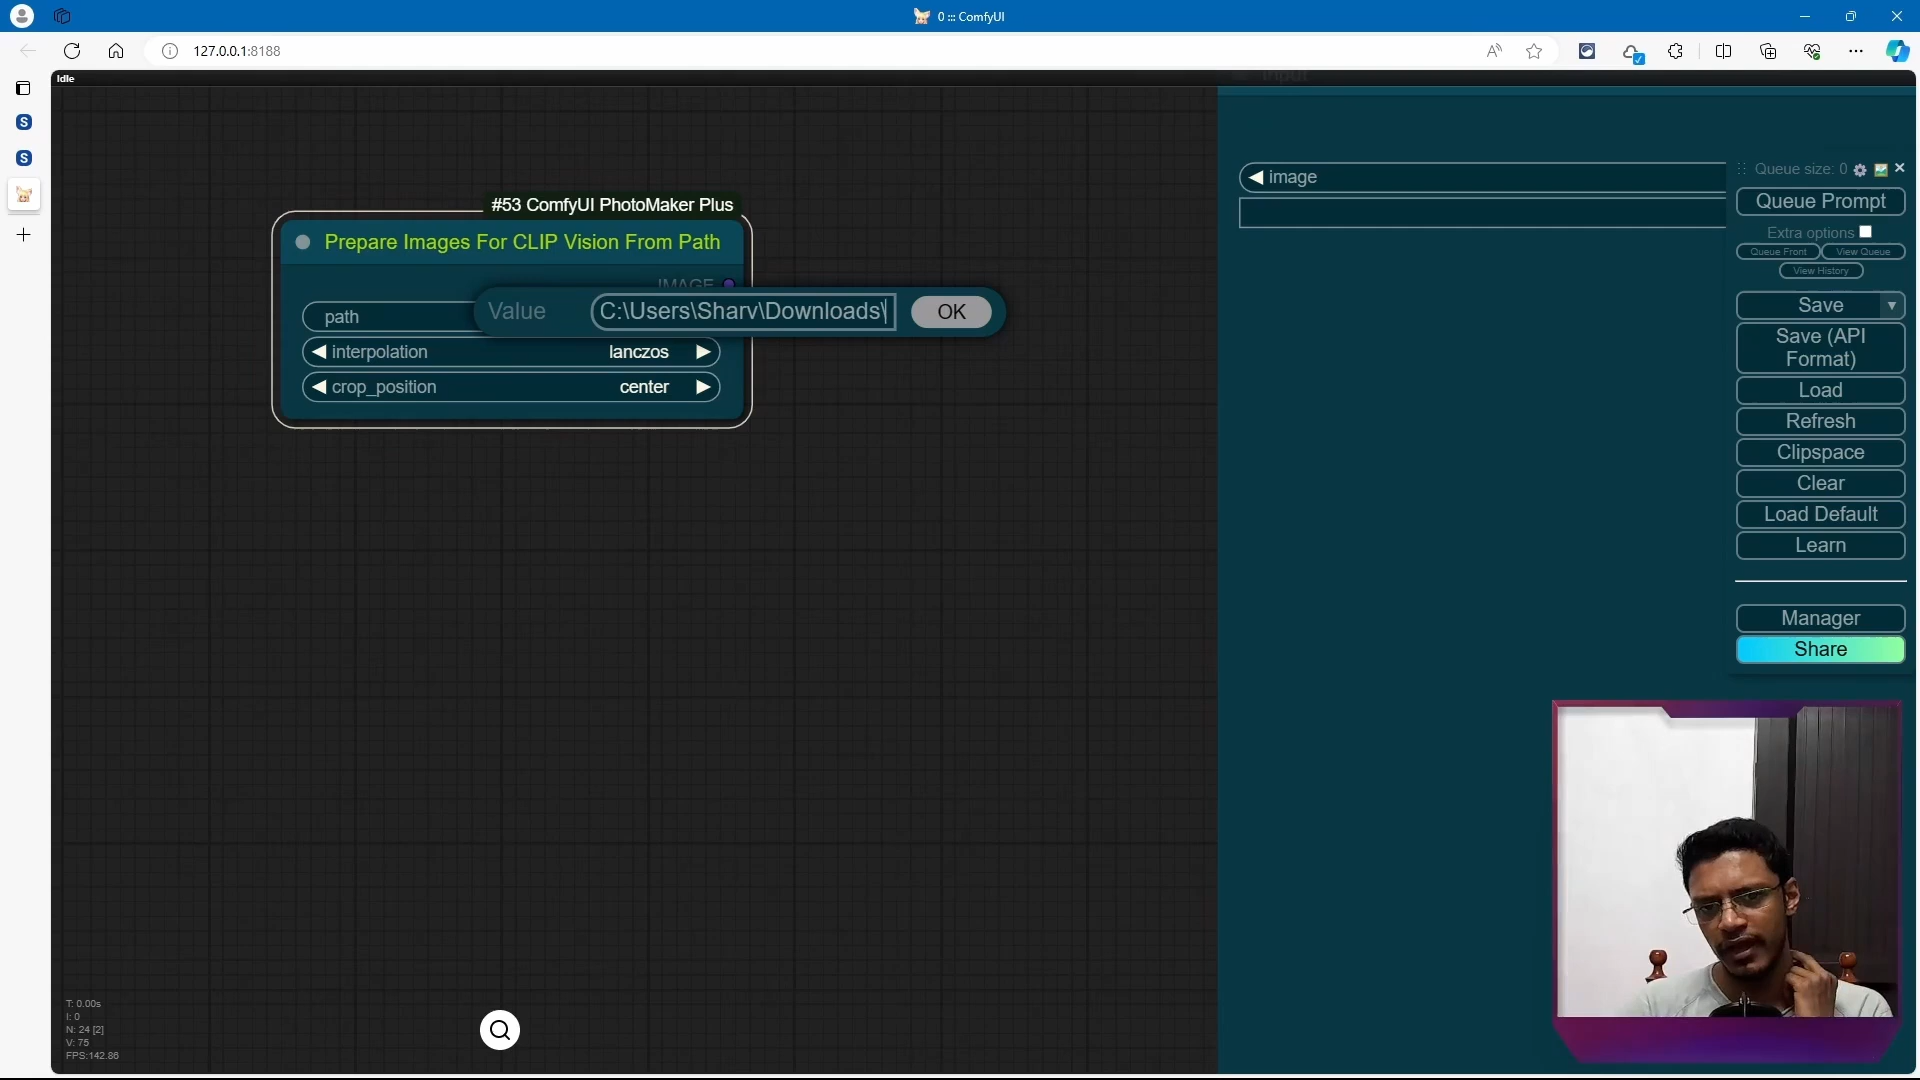 0 ::: ComfyUI
127.0.0.1:8188
S
S
Idle
Input
#53 ComfyUI PhotoMaker Plus
Prepare Images For CLIP Vision From Path
IMAGE
path
Value
C:\Users\Sharv\Downloads\
OK
interpolation
lanczos
crop_position
center
image
Queue size: 0
Queue Prompt
Extra options
Queue Front
View Queue
View History
Save
Save (API
Format)
Load
Refresh
Clipspace
Clear
Load Default
Learn
Manager
Share
T: 0.00s
I: 0
N: 24 [2]
V: 75
FPS:142.86